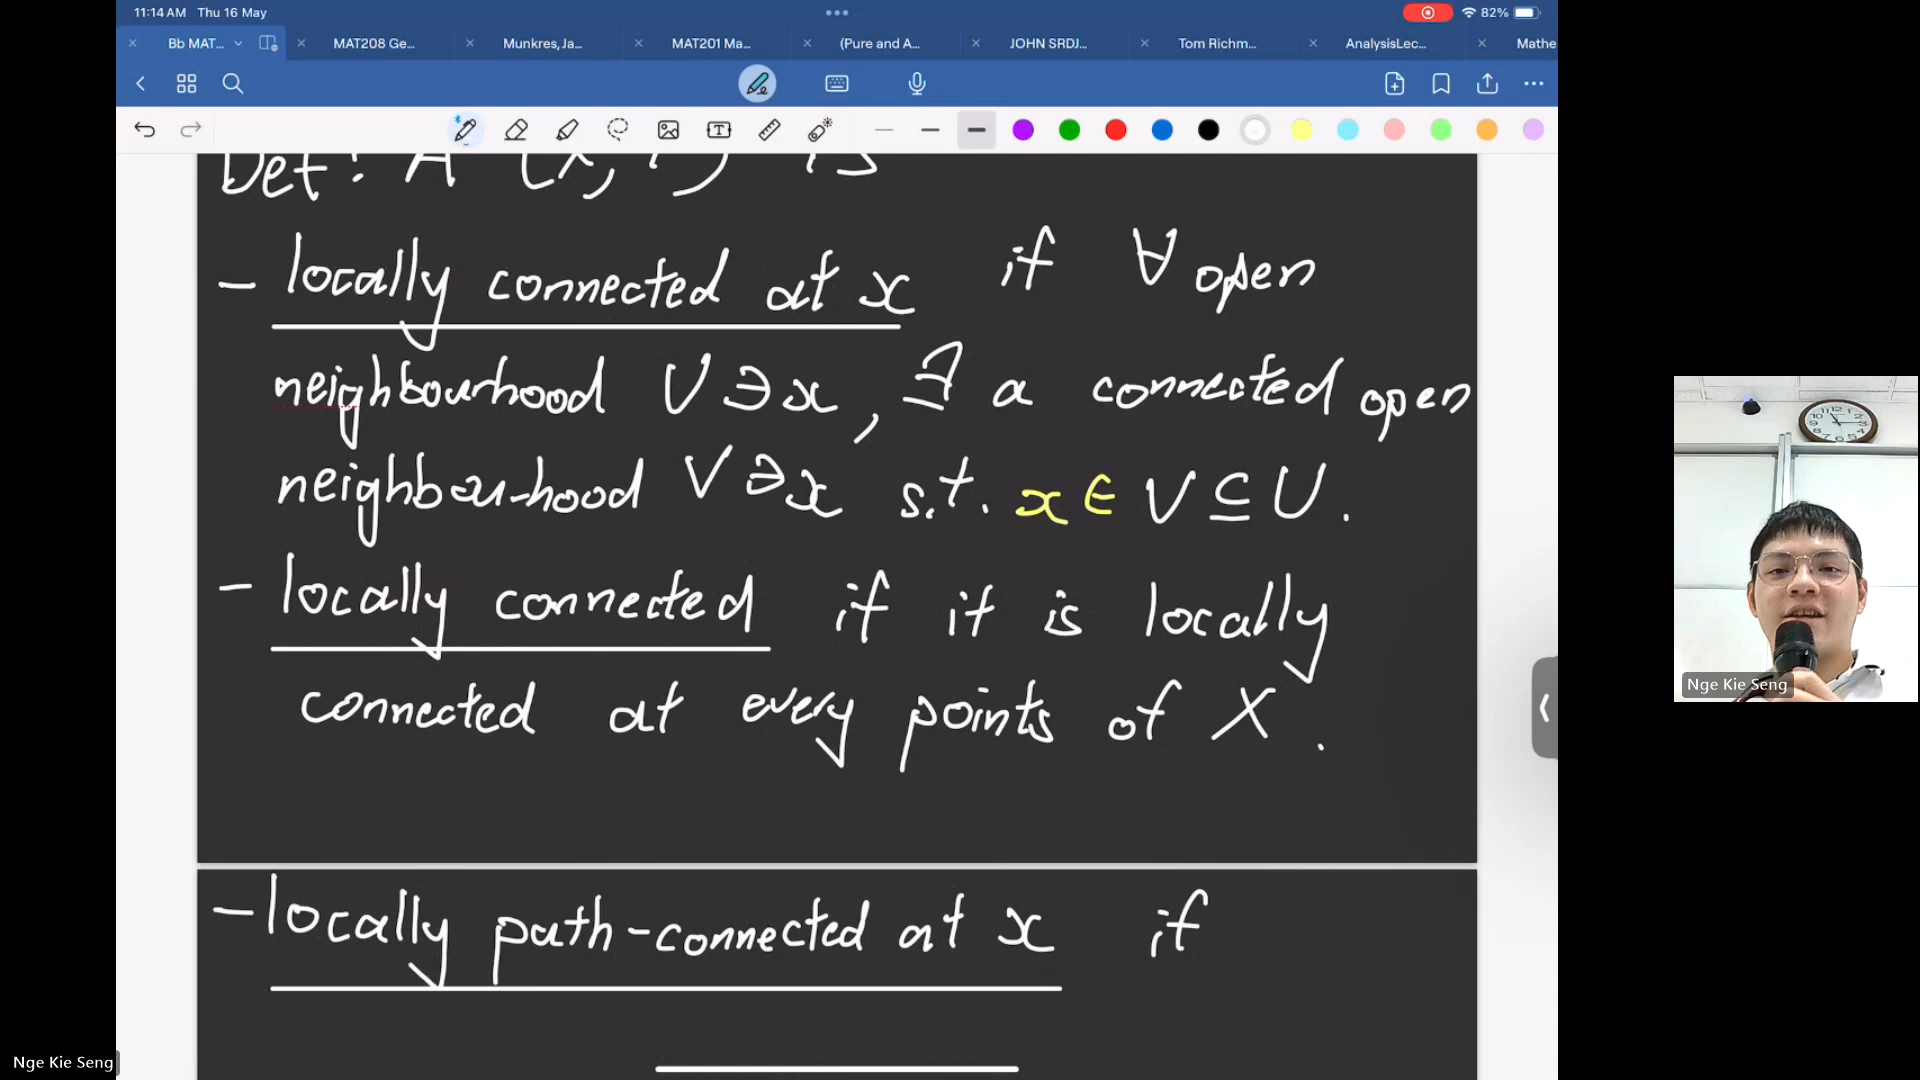 11:14 AM Thu 16 May
82%
Bb MAT...
MAT208 Ge...
Munkres, Ja...
MAT201 Ma...
(Pure and A...
JOHN SRDJ...
Tom Richm...
AnalysisLec...
Mathe
Def: A (X, T) is
- locally connected at x if ∀ open
neighbourhood U∋x, ∃ a connected open
neighbourhood V∋x s.t. x∈ V⊆U.
- locally connected if it is locally
connected at every points of X.
- locally path-connected at x if
Nge Kie Seng
Nge Kie Seng